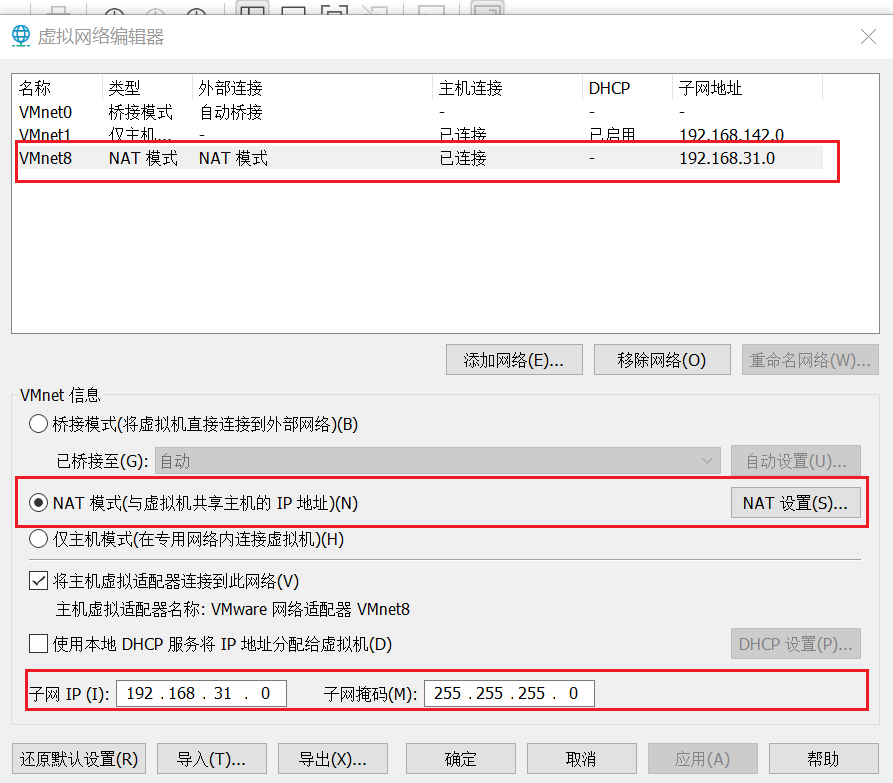 虚拟网络编辑器
名称 类型 外部连接 主机连接 DHCP 子网地址
VMnet0 桥接模式 自动桥接 - - -
VMnet1 仅主机... - 已连接 已启用 192.168.142.0
VMnet8 NAT 模式 NAT 模式 已连接 - 192.168.31.0
添加网络(E)... 移除网络(O) 重命名网络(W)...
VMnet 信息
桥接模式(将虚拟机直接连接到外部网络)(B)
已桥接至(G): 自动 自动设置(U)...
NAT 模式(与虚拟机共享主机的 IP 地址)(N) NAT 设置(S)...
仅主机模式(在专用网络内连接虚拟机)(H)
将主机虚拟适配器连接到此网络(V)
主机虚拟适配器名称: VMware 网络适配器 VMnet8
使用本地 DHCP 服务将 IP 地址分配给虚拟机(D) DHCP 设置(P)...
子网 IP (I): 192 . 168 . 31 . 0 子网掩码(M): 255 . 255 . 255 . 0
还原默认设置(R) 导入(T)... 导出(X)... 确定 取消 应用(A) 帮助